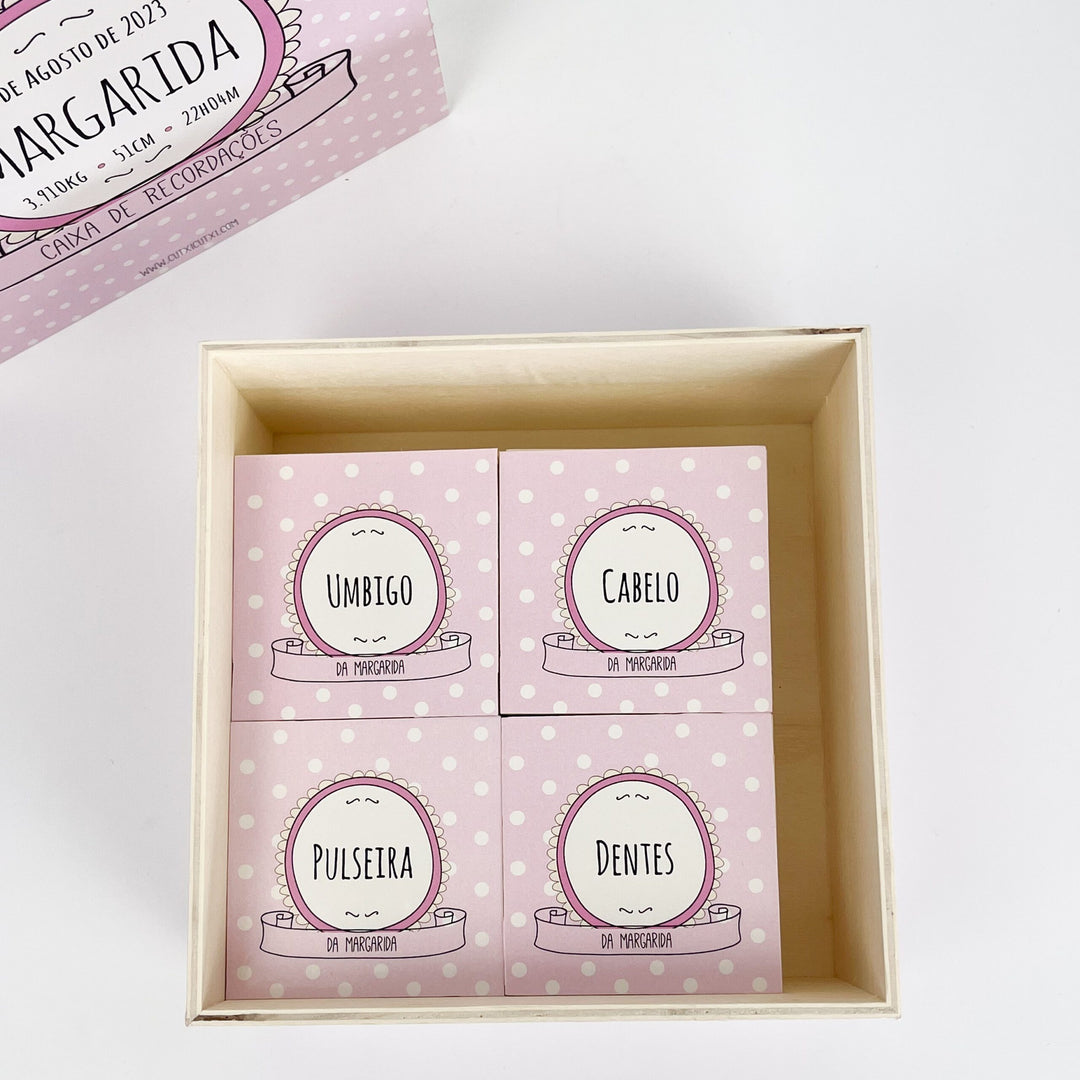 DE AGOSTO DE 2023
MARGARIDA
3.910KG • 51CM • 22H04M
CAIXA DE RECORDAÇÕES
WWW.CUTXICUTXI.COM
UMBIGO
DA MARGARIDA
CABELO
DA MARGARIDA
PULSEIRA
DA MARGARIDA
DENTES
DA MARGARIDA